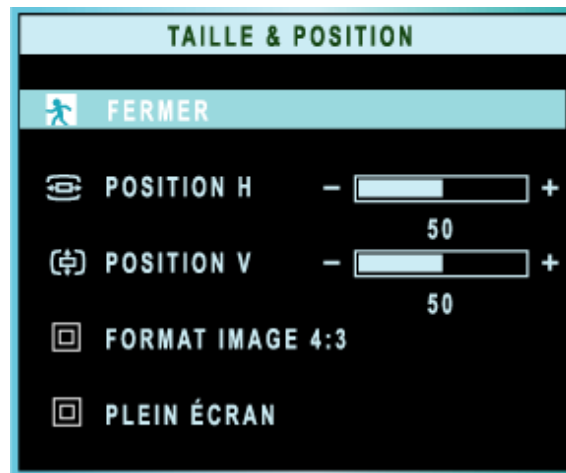 TAILLE & POSITION
FERMER
POSITION H - +
50
POSITION V - +
50
FORMAT IMAGE 4:3
PLEIN ÉCRAN